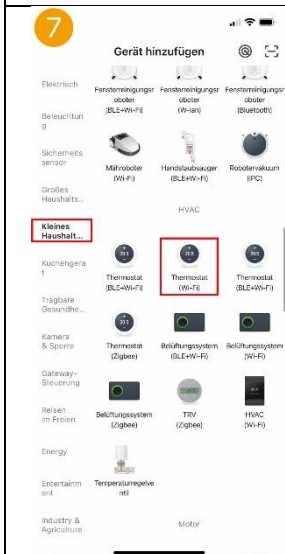 7
Gerät hinzufügen
Elektrisch
Beleuchtun
g
Sicherheits
sensor
Großes
Haushalts...
Kleines
Haushalt...
Küchengerä
t
Tragbare
Gesundhe...
Kamera
& Sperre
Gateway-
Steuerung
Reisen
im Freien
Energy
Entertainm
ent
Industry &
Agriculture
Fensterreinigungsr
oboter
(BLE+Wi-Fi)
Fensterreinigungsr
oboter
(W-lan)
Fensterreinigungsr
oboter
(Bluetooth)
Mähroboter
(Wi-Fi)
Handstaubsauger
(BLE+Wi-Fi)
Robotervakuum
(IPC)
HVAC
Thermostat
(BLE+Wi-Fi)
Thermostat
(Wi-Fi)
Thermostat
(BLE+Wi-Fi)
Thermostat
(Zigbee)
Belüftungssystem
(BLE+Wi-Fi)
Belüftungssystem
(Wi-Fi)
Belüftungssystem
(Zigbee)
TRV
(Zigbee)
HVAC
(Wi-Fi)
Temperaturregelve
ntil
Motor